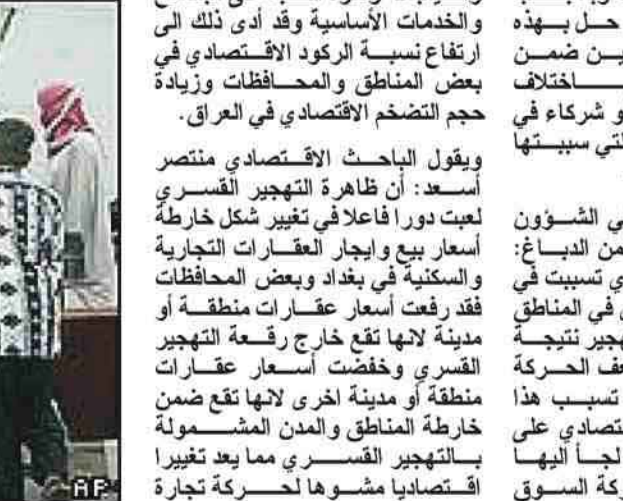 حل بهذه
ين ضمن
اختلاف
و شركاء في
لتي سببتها
ي الشؤون
من الدباغ:
ي تسببت في
في المناطق
هجير نتيجة
عف الحركة
تسبب هذا
تصادي على
لجأ اليها
كة السوق
والخدمات الأساسية وقد أدى ذلك الى
ارتفاع نسبة الركود الاقتصادي في
بعض المناطق والمحافظات وزيادة
حجم التضخم الاقتصادي في العراق.
ويقول الباحث الاقتصادي منتصر
أسعد: أن ظاهرة التهجير القسري
لعبت دورا فاعلا في تغيير شكل خارطة
أسعار بيع وايجار العقارات التجارية
والسكنية في بغداد وبعض المحافظات
فقد رفعت أسعار عقارات منطقة أو
مدينة لانها تقع خارج رقعة التهجير
القسري وخفضت أسعار عقارات
منطقة أو مدينة اخرى لانها تقع ضمن
خارطة المناطق والمدن المشمولة
بالتهجير القسري مما يعد تغييرا
اقتصاديا مشوها لحركة تجارة
AFP